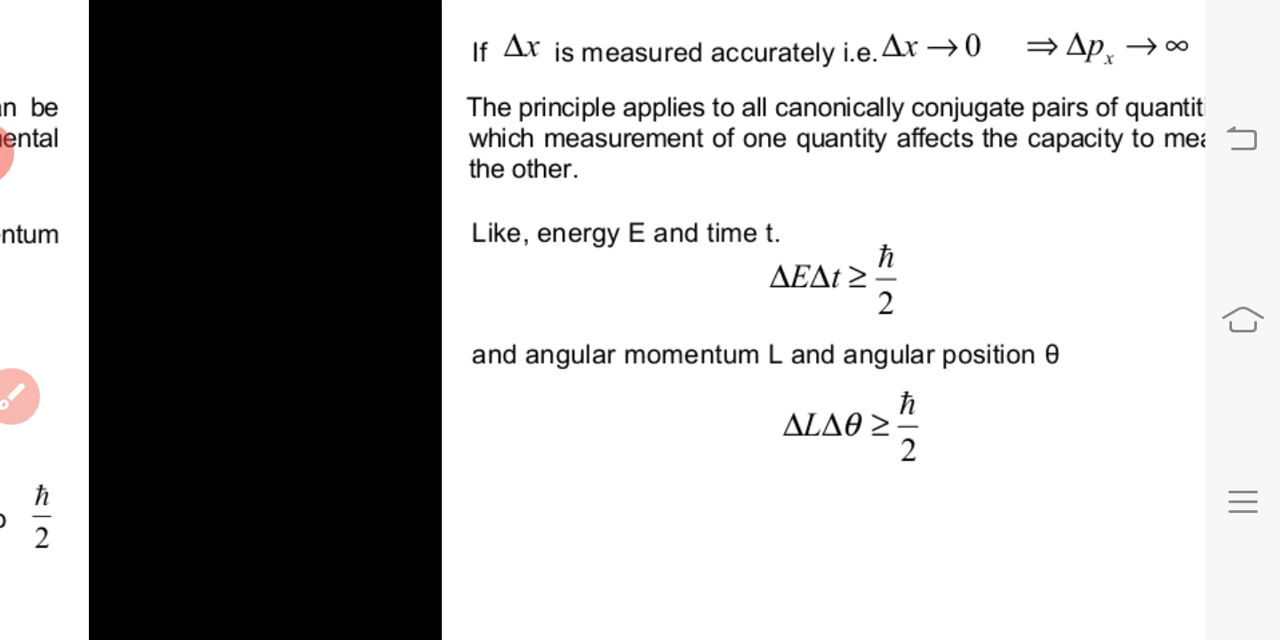 be
ħ/2
If Δx is measured accurately i.e. Δx → 0 ⇒ Δpₓ → ∞
The principle applies to all canonically conjugate pairs of
which measurement of one quantity affects the capacity to
the other.
Like, energy E and time t.
ΔEΔt ≥ ħ/2
and angular momentum L and angular position θ
ΔLΔθ ≥ ħ/2